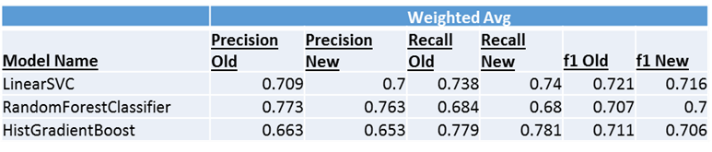 Weighted Avg
Model Name Precision Old Precision New Recall Old Recall New f1 Old f1 New
LinearSVC 0.709 0.7 0.738 0.74 0.721 0.716
RandomForestClassifier 0.773 0.763 0.684 0.68 0.707 0.7
HistGradientBoost 0.663 0.653 0.779 0.781 0.711 0.706